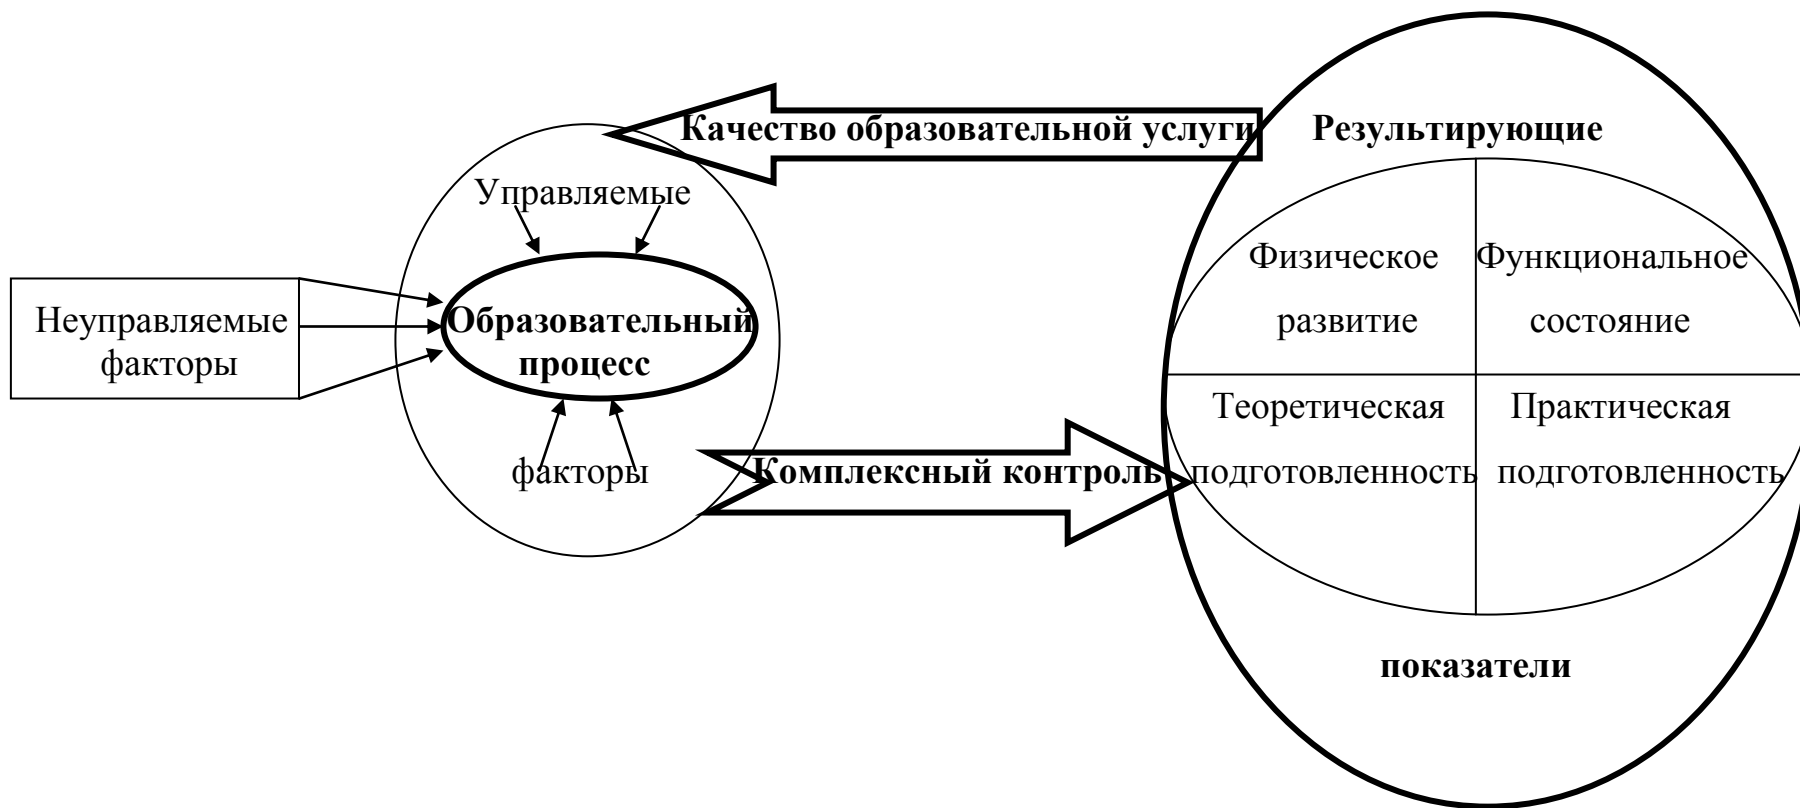 Качество образовательной услуги
Результирующие
Управляемые
Физическое
развитие
Функциональное
состояние
Неуправляемые
факторы
Образовательный
процесс
Теоретическая
подготовленность
Практическая
подготовленность
факторы
Комплексный контроль
показатели